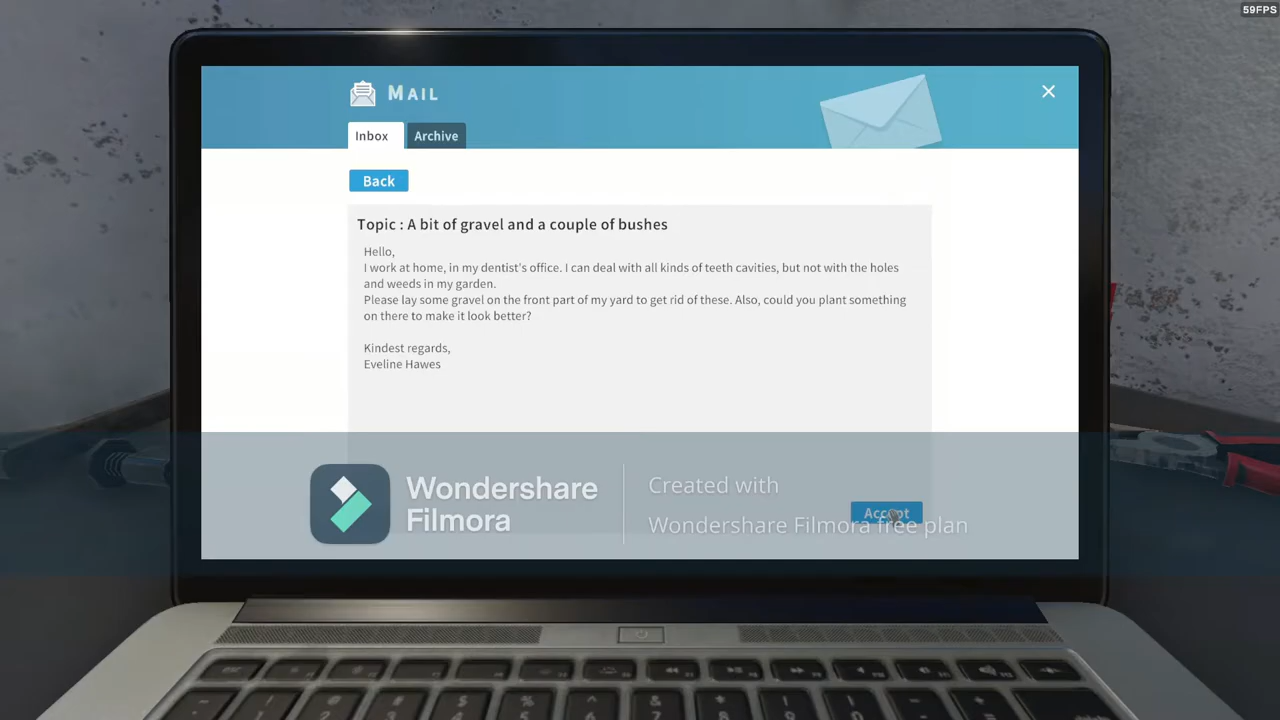 59FPS
MAIL
Inbox
Archive
Back
Topic : A bit of gravel and a couple of bushes
Hello,
I work at home, in my dentist's office. I can deal with all kinds of teeth cavities, but not with the holes
and weeds in my garden.
Please lay some gravel on the front part of my yard to get rid of these. Also, could you plant something
on there to make it look better?
Kindest regards,
Eveline Hawes
Wondershare
Filmora
Created with
Wondershare Filmora free plan
Accept